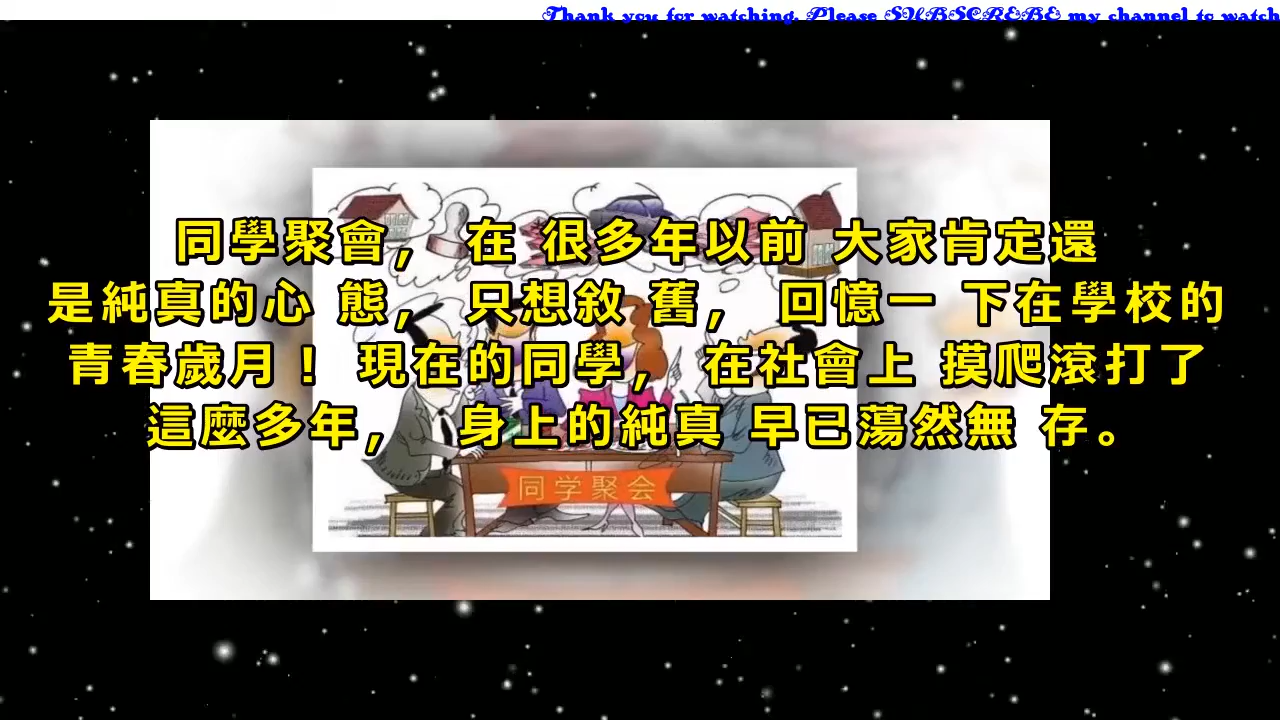 Thank you for watching. Please SUBSCREBE my channel to watch
同學聚會， 在 很多年以前 大家肯定還
是純真的心 態， 只想敘 舊， 回憶一 下在學校的
青春歲月！ 現在的同學， 在社會上 摸爬滾打了
這麼多年， 身上的純真 早已蕩然無 存。
同学聚会